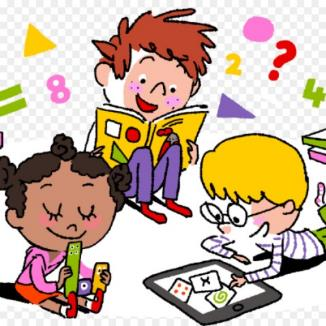 2 ?
= 8 4
x